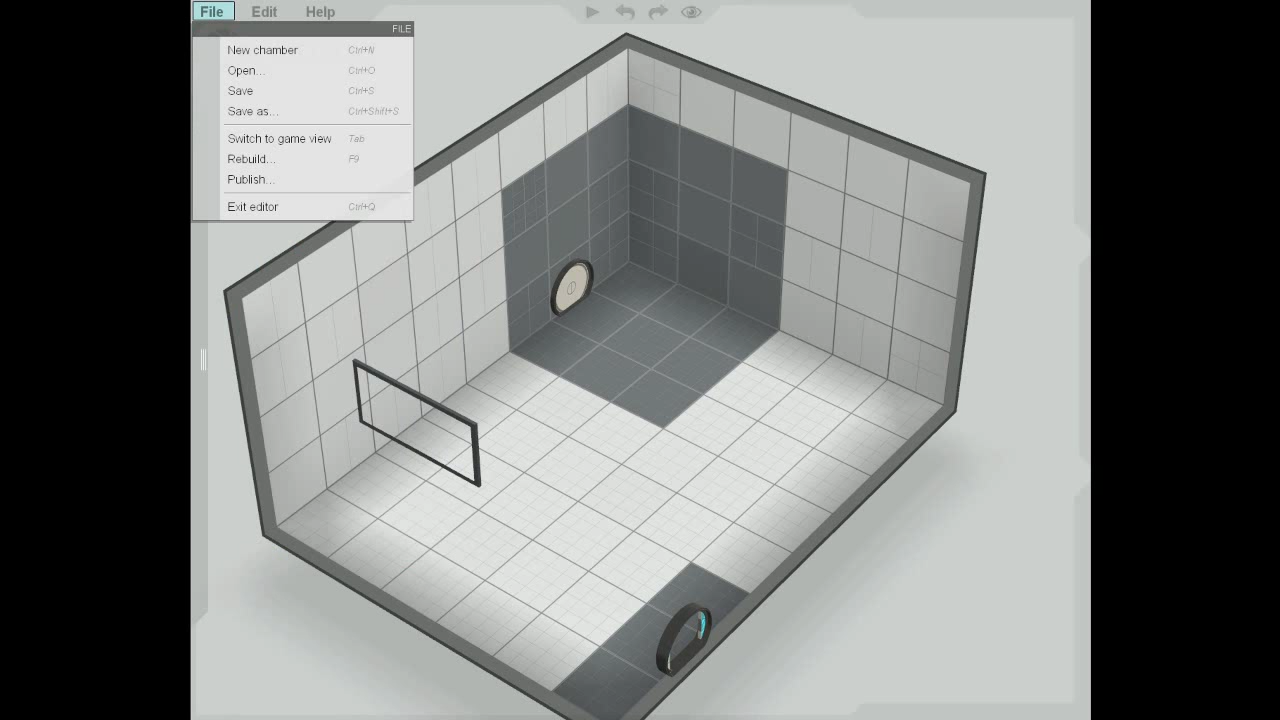 File Edit Help
FILE
New chamber Ctrl+N
Open... Ctrl+O
Save Ctrl+S
Save as... Ctrl+Shift+S
Switch to game view Tab
Rebuild... F9
Publish...
Exit editor Ctrl+Q